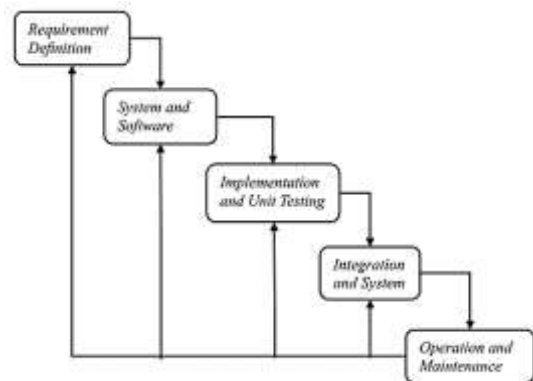 Requirement
Definition
System and
Software
Implementation
and Unit Testing
Integration
and System
Operation and
Maintenance